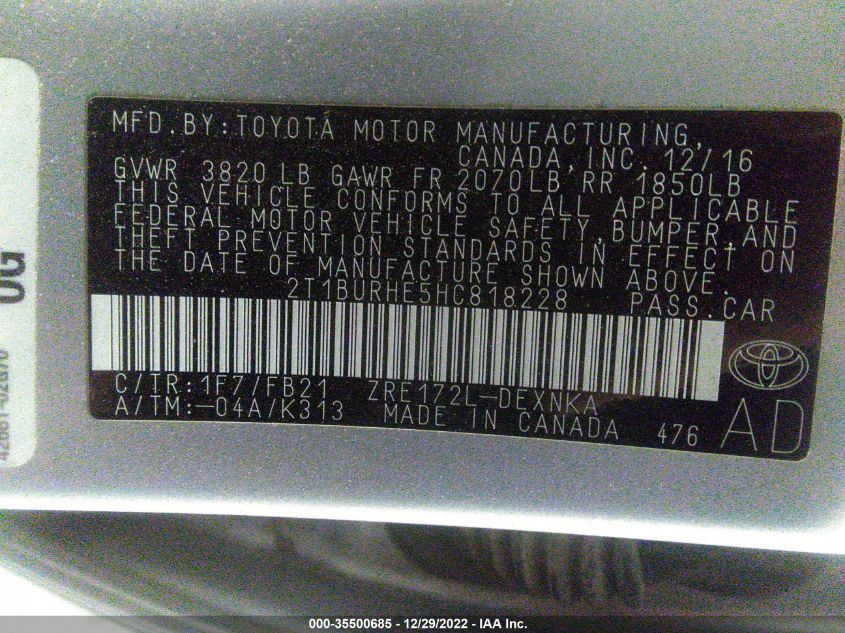 MFD.BY:TOYOTA MOTOR MANUFACTURING,
CANADA,INC. 12/16
GVWR 3820 LB GAWR FR 2070LB RR 1850LB
THIS VEHICLE CONFORMS TO ALL APPLICABLE
FEDERAL MOTOR VEHICLE SAFETY,BUMPER,AND
THEFT PREVENTION STANDARDS IN EFFECT ON
THE DATE OF MANUFACTURE SHOWN ABOVE.
2T1BURHE5HC818228 PASS.CAR
C/TR:1F7/FB21 ZRE172L-DEXNKA
A/TM:-04A/K313 MADE IN CANADA 476
AD
000-35500685 - 12/29/2022 - IAA Inc.